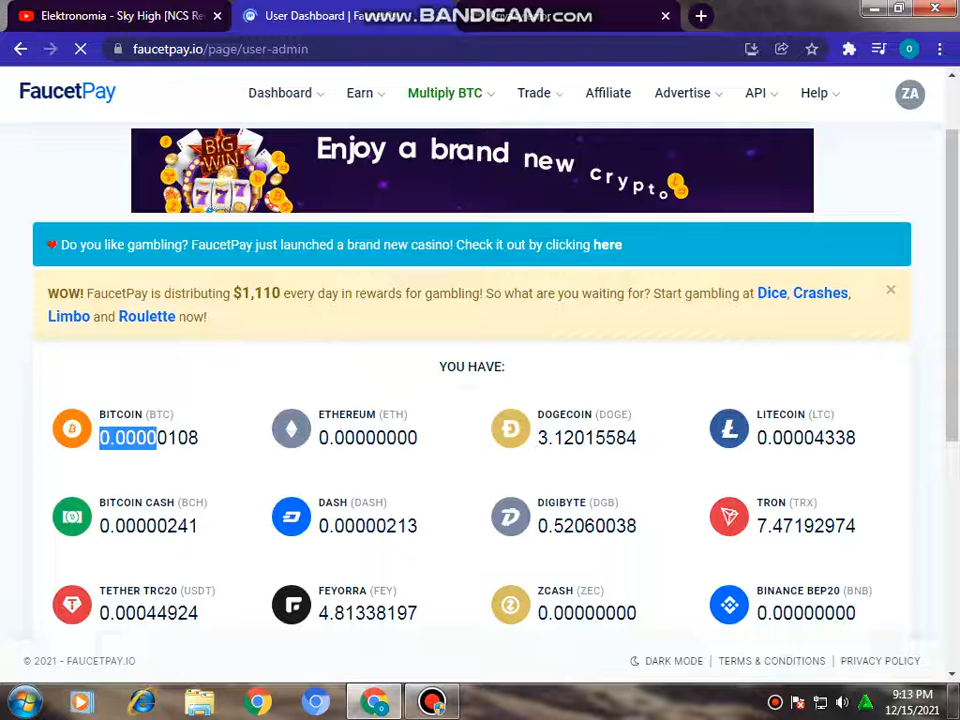 Elektronomia - Sky High [NCS Re
User Dashboard | Fau
www.BANDICAM.com
faucetpay.io/page/user-admin
FaucetPay
Dashboard
Earn
Multiply BTC
Trade
Affiliate
Advertise
API
Help
ZA
BIG WIN
777
Enjoy a brand new crypto
Do you like gambling? FaucetPay just launched a brand new casino! Check it out by clicking here
WOW! FaucetPay is distributing $1,110 every day in rewards for gambling! So what are you waiting for? Start gambling at Dice, Crashes,
Limbo and Roulette now!
YOU HAVE:
BITCOIN (BTC)
0.00000108
ETHEREUM (ETH)
0.00000000
DOGECOIN (DOGE)
3.12015584
LITECOIN (LTC)
0.00004338
BITCOIN CASH (BCH)
0.00000241
DASH (DASH)
0.00000213
DIGIBYTE (DGB)
0.52060038
TRON (TRX)
7.47192974
TETHER TRC20 (USDT)
0.00044924
FEYORRA (FEY)
4.81338197
ZCASH (ZEC)
0.00000000
BINANCE BEP20 (BNB)
0.00000000
© 2021 - FAUCETPAY.IO
DARK MODE | TERMS & CONDITIONS | PRIVACY POLICY
9:13 PM
12/15/2021